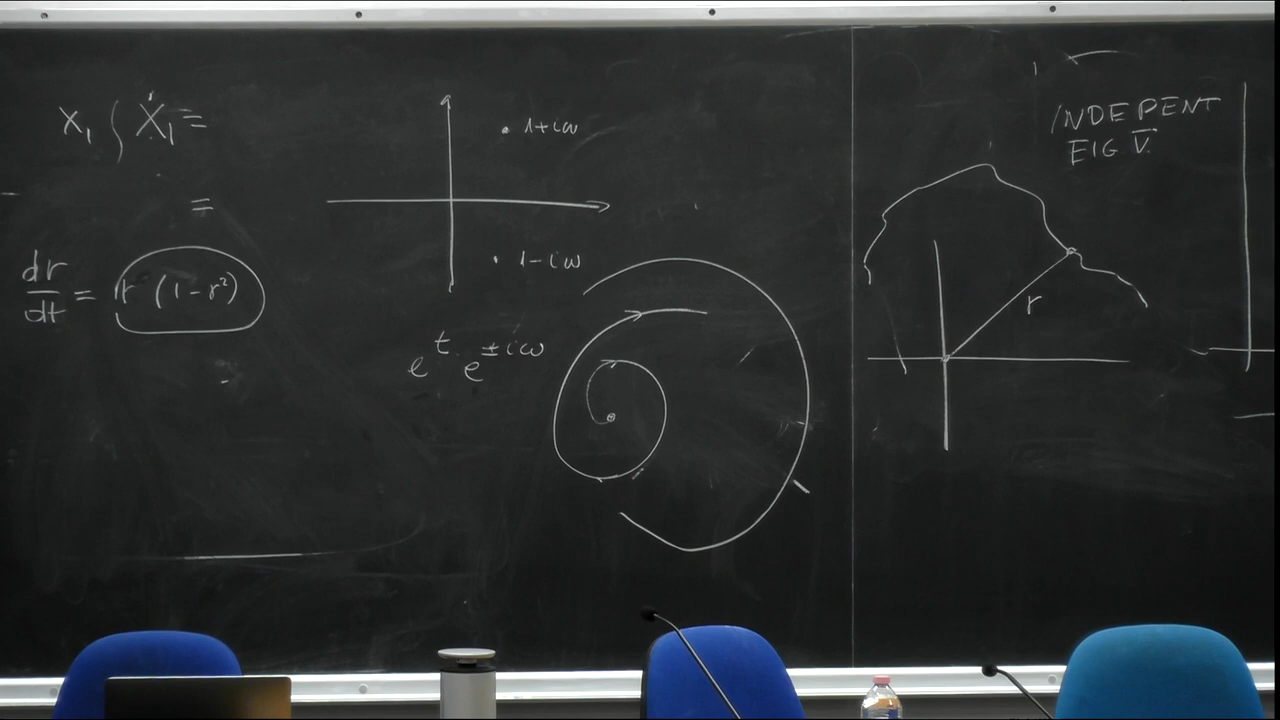 x₁ ∫ Ẋ₁ =
=
dr/dt = r (1-r²)
1+iω
1-iω
e^t · e^±iω
r
INDEPENT
EIG V.